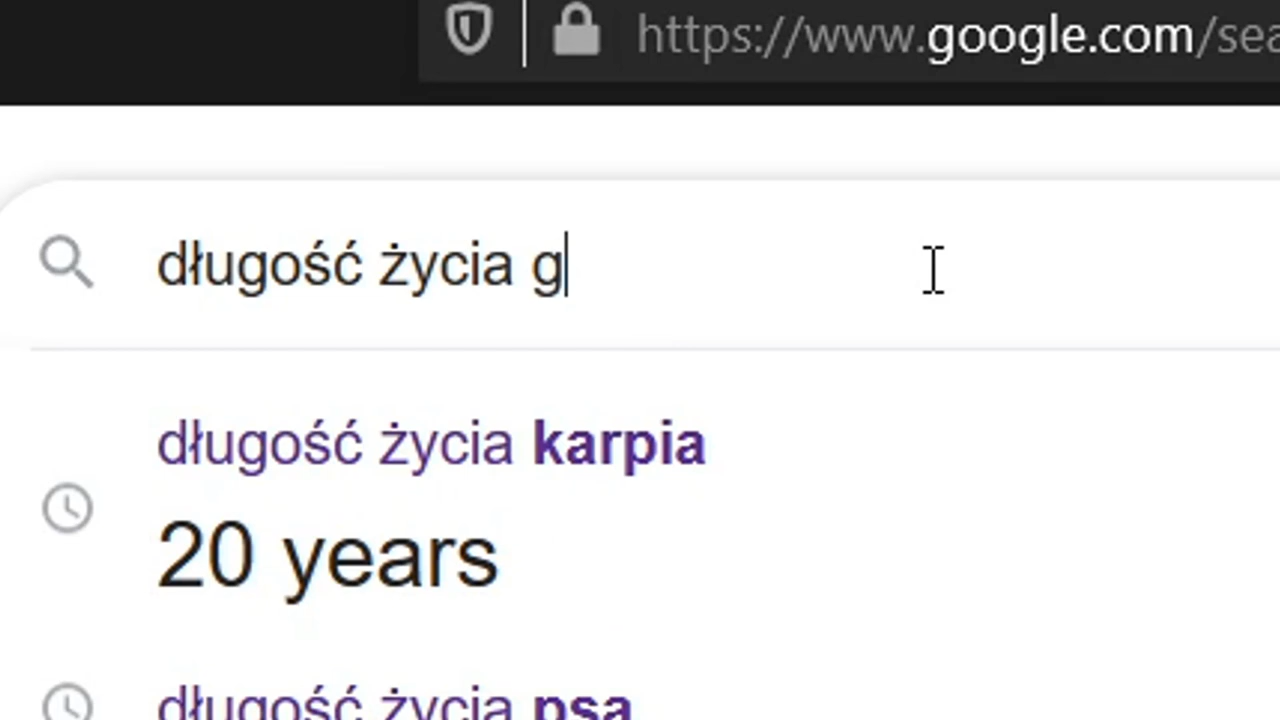 https://www.google.com/sea
długość życia g
długość życia karpia
20 years
długość życia psa